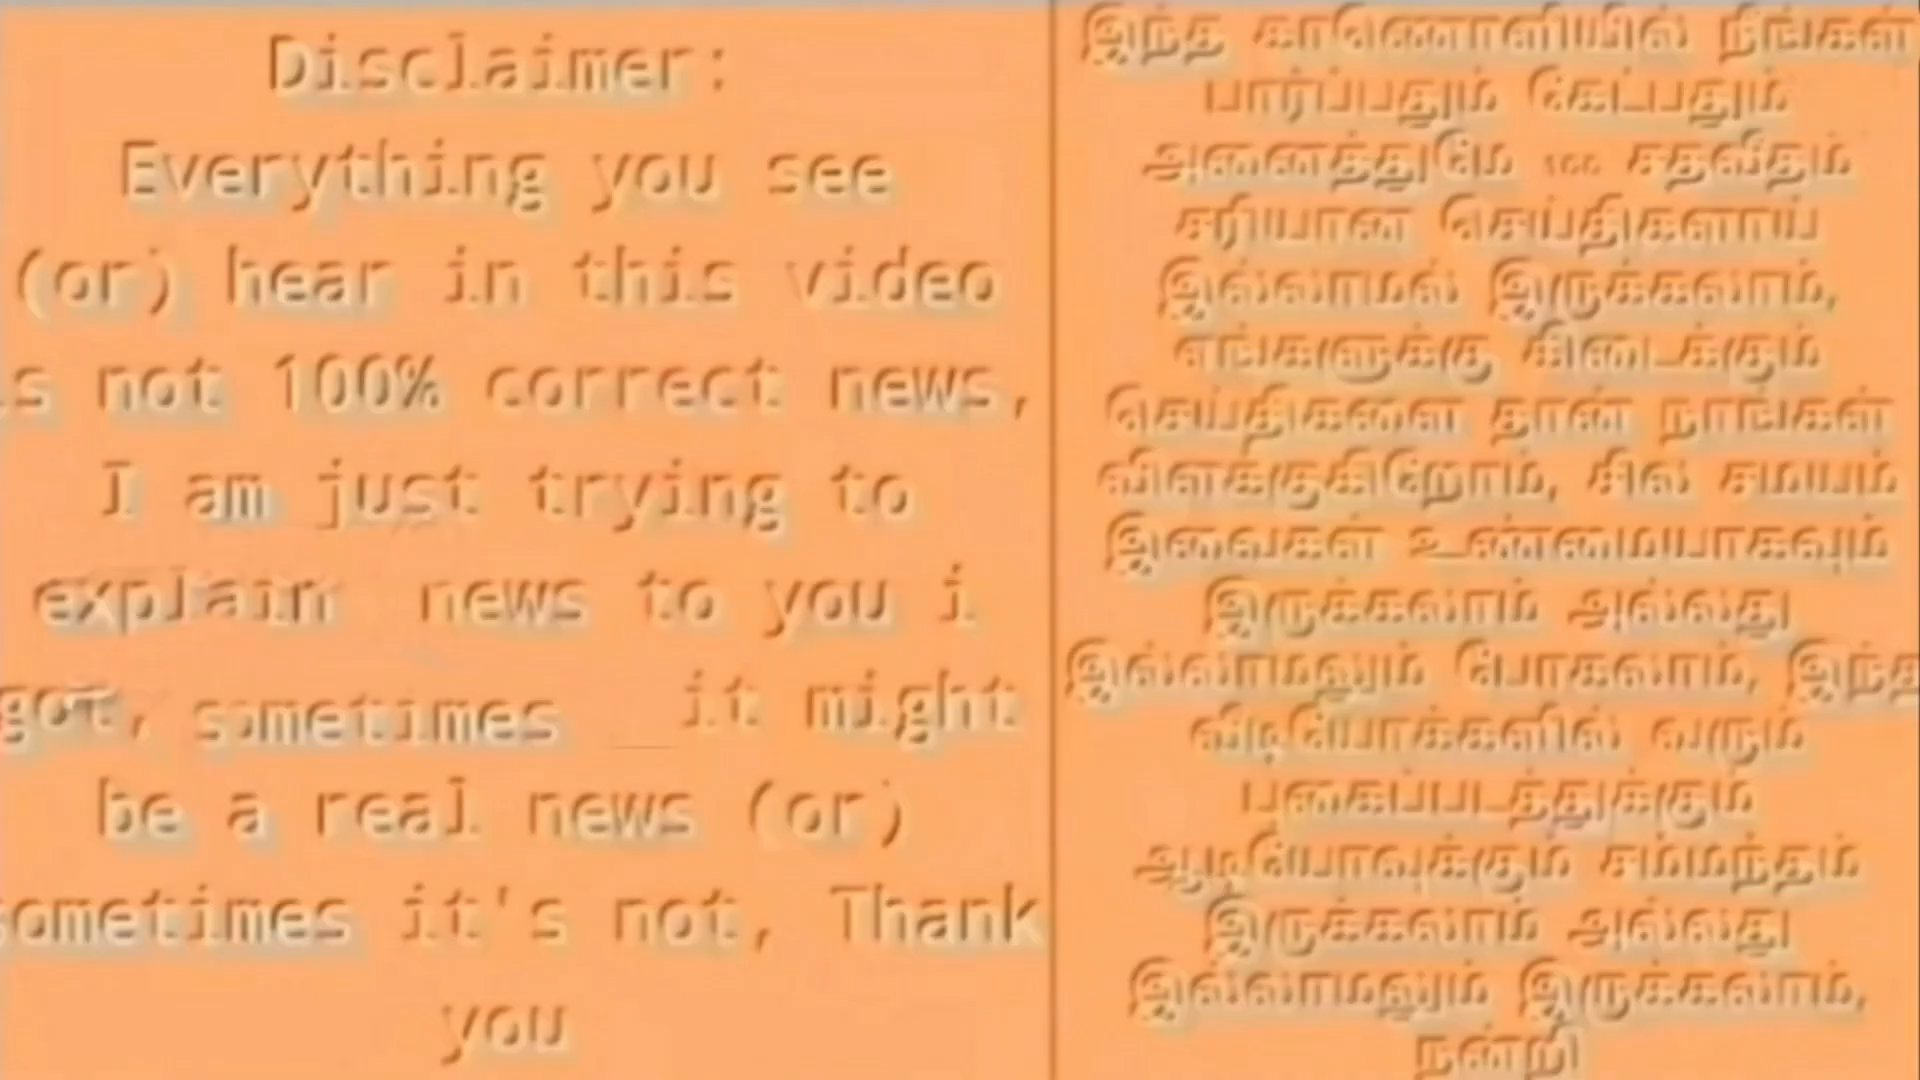 Disclaimer:
Everything you see
(or) hear in this video
is not 100% correct news,
I am just trying to
explain news to you i
got, sometimes __it might
be a real news (or)
sometimes it's not, Thank
you
இந்த காணொளியில் நீங்கள்
பார்ப்பதும் கேட்பதும்
அனைத்துமே 100 சதவீதம்
சரியான செய்திகளாய்
இல்லாமல் இருக்கலாம்,
எங்களுக்கு கிடைக்கும்
செய்திகளை தான் நாங்கள்
விளக்குகிறோம், சில சமயம்
இவைகள் உண்மையாகவும்
இருக்கலாம் அல்லது
இல்லாமலும் போகலாம், இந்த
வீடியோக்களில் வரும்
புகைப்படத்துக்கும்
ஆடியோவுக்கும் சம்மந்தம்
இருக்கலாம் அல்லது
இல்லாமலும் இருக்கலாம்,
நன்றி